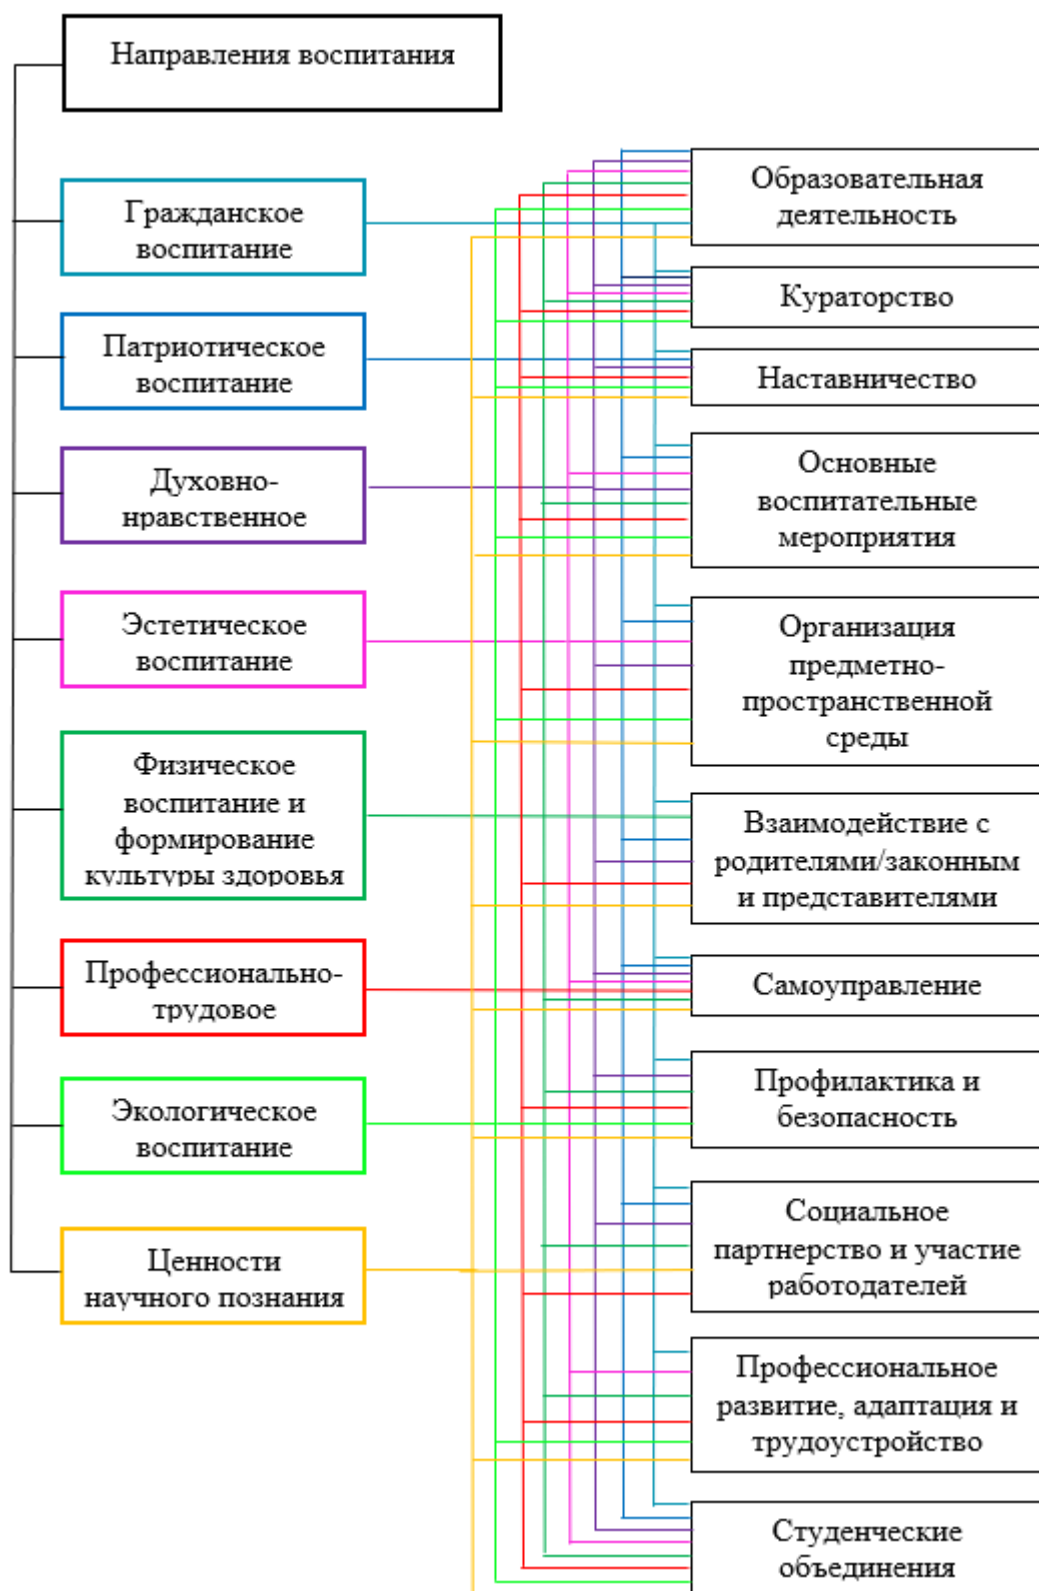 Направления воспитания
Гражданское
воспитание
Патриотическое
воспитание
Духовно-
нравственное
Эстетическое
воспитание
Физическое
воспитание и
формирование
культуры здоровья
Профессионально-
трудовое
Экологическое
воспитание
Ценности
научного познания
Образовательная
деятельность
Кураторство
Наставничество
Основные
воспитательные
мероприятия
Организация
предметно-
пространственной
среды
Взаимодействие с
родителями/законным
и представителями
Самоуправление
Профилактика и
безопасность
Социальное
партнерство и участие
работодателей
Профессиональное
развитие, адаптация и
трудоустройство
Студенческие
объединения